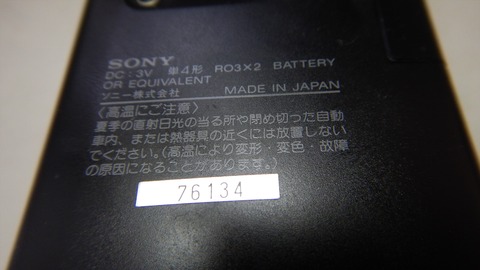 SONY
DC: 3V 単4形 RO3×2 BATTERY
OR EQUIVALENT
ソニー株式会社 MADE IN JAPAN
〈高温にご注意〉
夏季の直射日光の当る所や閉め切った自動
車内、または熱器具の近くには放置しない
でください。(高温により変形・変色・故障
の原因になることがあります。)
76134